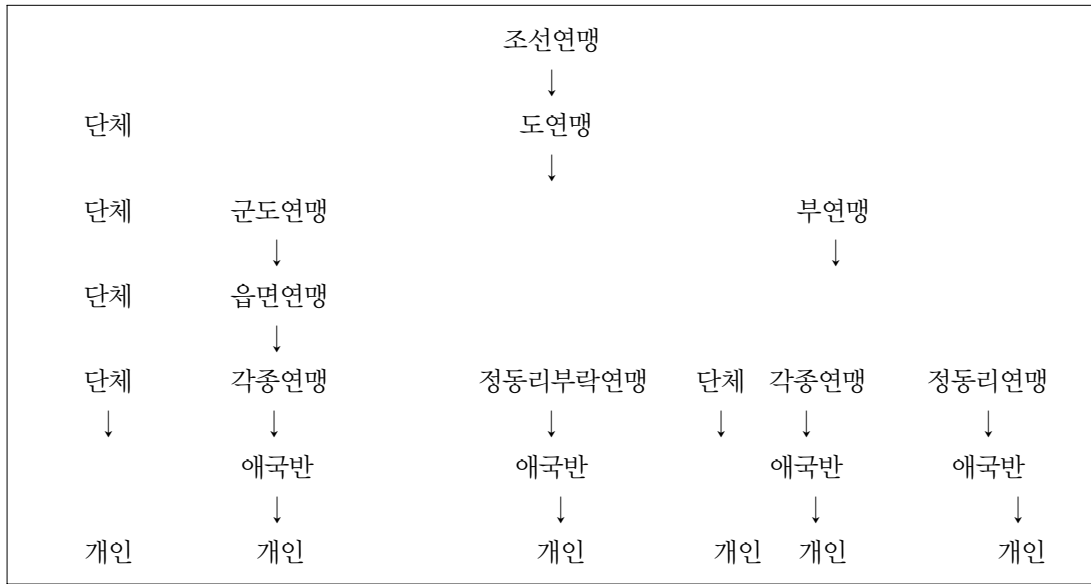 조선연맹
↓
단체 도연맹
↓
단체 군도연맹 부연맹
↓ ↓
단체 읍면연맹
↓
단체 각종연맹 정동리부락연맹 단체 각종연맹 정동리연맹
↓ ↓ ↓ ↓ ↓ ↓
애국반 애국반 애국반 애국반
↓ ↓ ↓ ↓
개인 개인 개인 개인 개인 개인